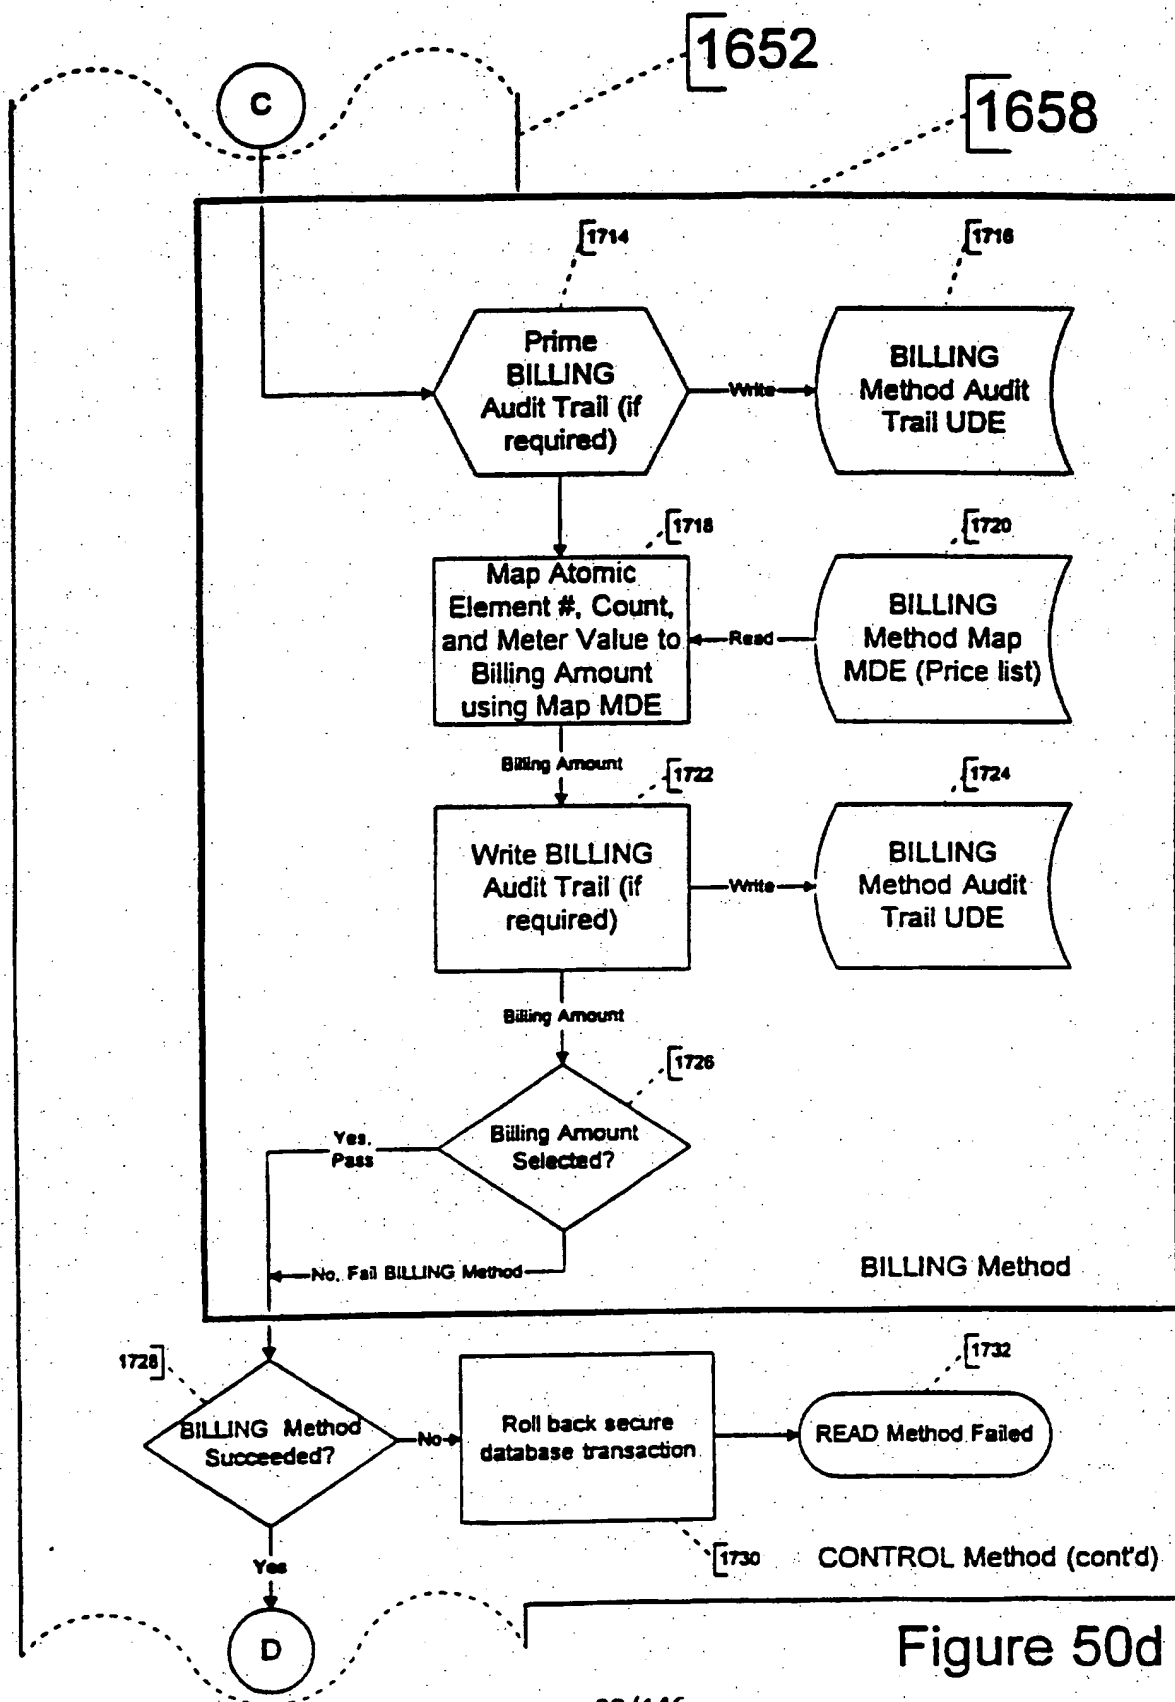 1652
C
1658
1714
1716
Prime
BILLING
Audit Trail (if
required)
Write
BILLING
Method Audit
Trail UDE
1718
1720
Map Atomic
Element #, Count,
and Meter Value to
Billing Amount
using Map MDE
Read
BILLING
Method Map
MDE (Price list)
Billing Amount
1722
1724
Write BILLING
Audit Trail (if
required)
Write
BILLING
Method Audit
Trail UDE
Billing Amount
1726
Billing Amount
Selected?
Yes,
Pass
No, Fail BILLING Method
BILLING Method
1728
1732
BILLING Method
Succeeded?
No
Roll back secure
database transaction
READ Method Failed
1730
CONTROL Method (cont'd)
Yes
D
Figure 50d